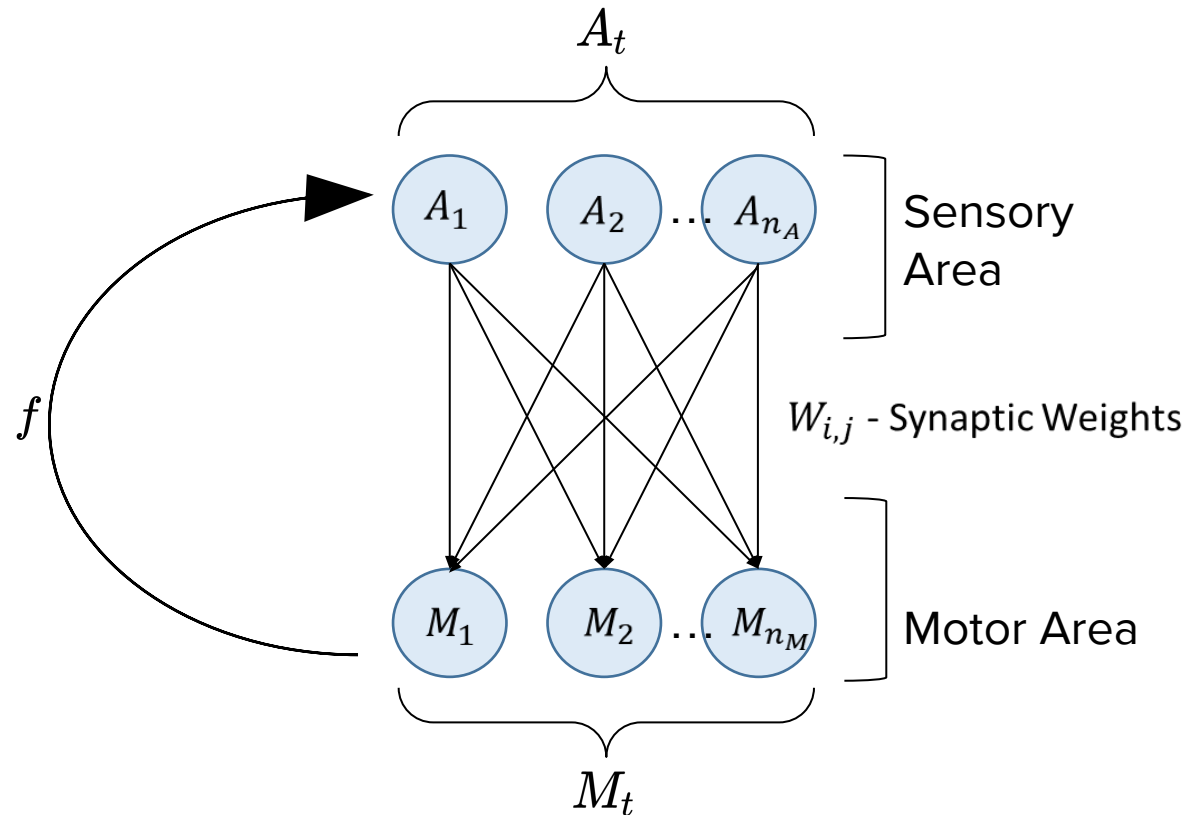 A_t
A_1 A_2 ... A_{n_A}
Sensory
Area
f
W_{i,j} - Synaptic Weights
M_1 M_2 ... M_{n_M}
Motor Area
M_t